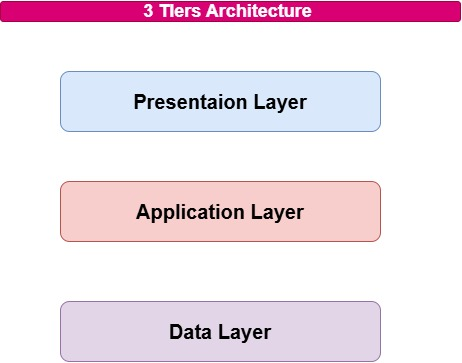 3 TIers Architecture
Presentaion Layer
Application Layer
Data Layer